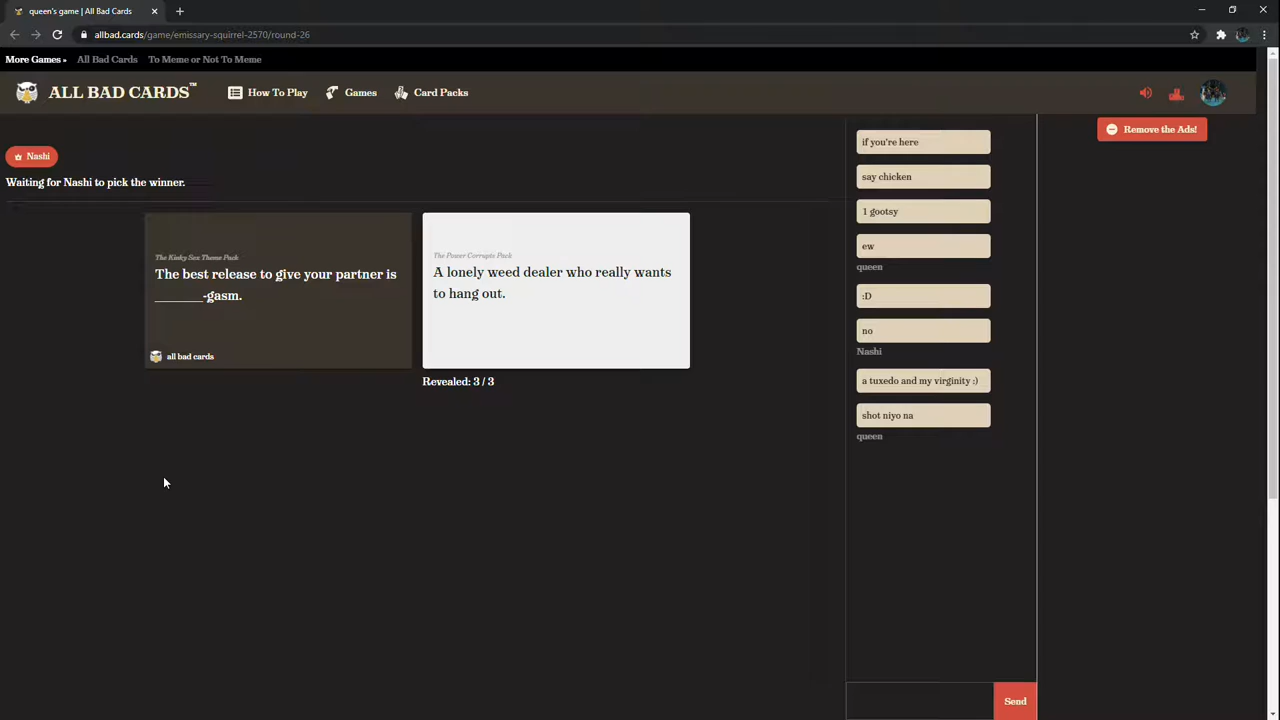 queen's game | All Bad Cards
allbad.cards/game/emissary-squirrel-2570/round-26
More Games »
All Bad Cards
To Meme or Not To Meme
ALL BAD CARDS™
How To Play
Games
Card Packs
Remove the Ads!
Nashi
Waiting for Nashi to pick the winner.
The Kinky Sex Theme Pack
The best release to give your partner is
_______-gasm.
all bad cards
The Power Corrupts Pack
A lonely weed dealer who really wants
to hang out.
Revealed: 3 / 3
if you're here
say chicken
1 gootsy
ew
queen
:D
no
Nashi
a tuxedo and my virginity :)
shot niyo na
queen
Send